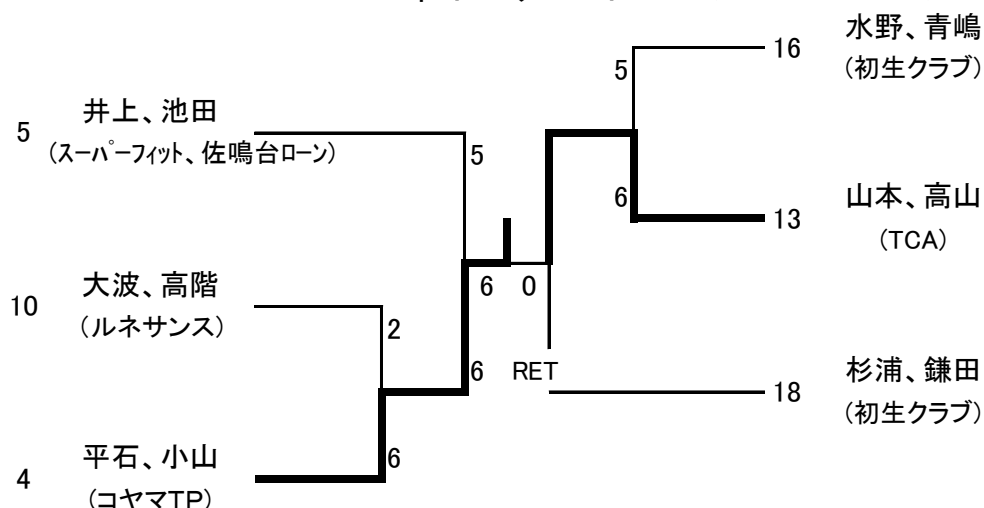 水野、青嶋
16
(初生クラブ)
5
井上、池田
5
(スーパーフィット、佐鳴台ローン)
5
6
山本、高山
13
(TCA)
6
0
大波、高階
10
(ルネサンス)
2
6
RET
杉浦、鎌田
18
(初生クラブ)
平石、小山
6
4
(コヤマTP)